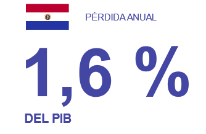 PÉRDIDA ANUAL
1,6 %
DEL PIB